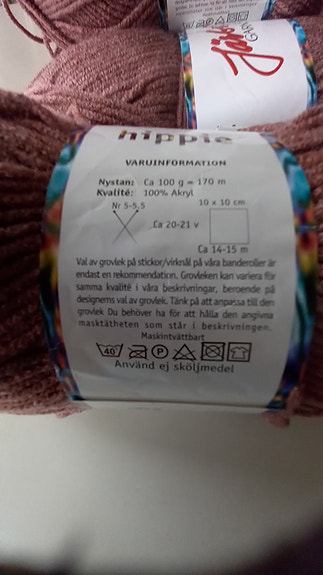 hippie
VARUINFORMATION
Nystan: Ca 100 g = 170 m
Kvalité: 100% Akryl
Nr 5-5,5
10 x 10 cm
Ca 20-21 v
Ca 14-15 m
Val av grovlek på stickor/virknål på våra banderoller är
endast en rekommendation. Grovleken kan variera för
samma kvalité i våra beskrivningar, beroende på
designerns val av grovlek. Tänk på att anpassa till den
grovlek Du behöver ha för att hålla den angivna
masktätheten som står i beskrivningen.
Maskintvättbart
40 P
Använd ej sköljmedel